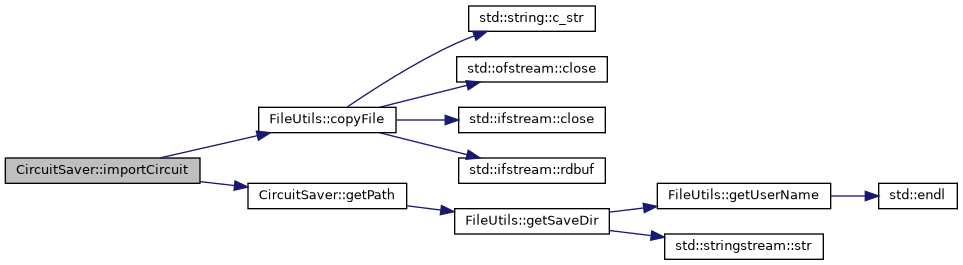 std::string::c_str
std::ofstream::close
FileUtils::copyFile
std::ifstream::close
std::ifstream::rdbuf
CircuitSaver::importCircuit
CircuitSaver::getPath
FileUtils::getSaveDir
FileUtils::getUserName
std::endl
std::stringstream::str